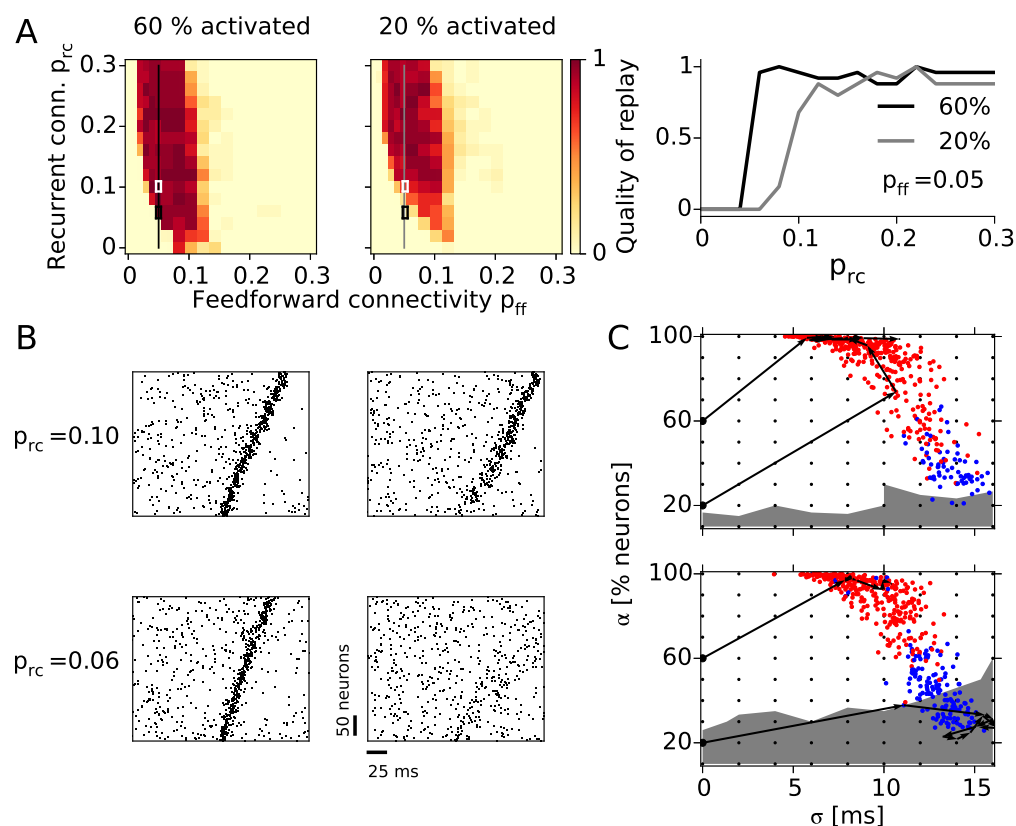 A
60 % activated
20 % activated
Recurrent conn. p_rc
0.3
0.2
0.1
0
0 0.1 0.2 0.3
0 0.1 0.2 0.3
Feedforward connectivity p_ff
1
0
Quality of replay
1
0.5
0
60%
20%
p_ff =0.05
0 0.1 0.2 0.3
p_rc
B
p_rc =0.10
p_rc =0.06
50 neurons
25 ms
C
100
60
20
α [% neurons]
100
60
20
0 5 10 15
σ [ms]